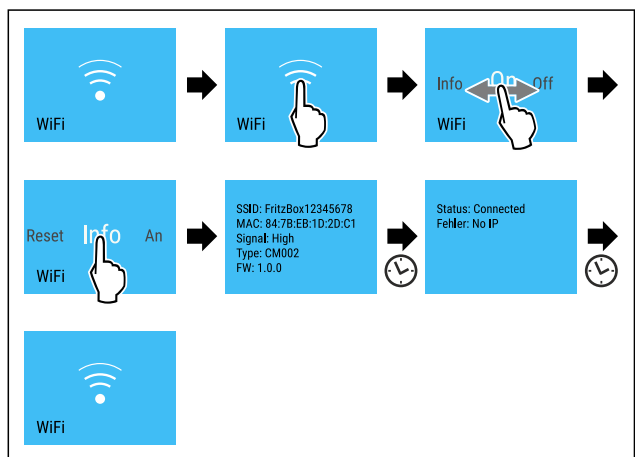 WiFi
WiFi
Info On Off
WiFi
Reset Info An
WiFi
SSID: FritzBox12345678
MAC: 84:7B:EB:1D:2D:C1
Signal: High
Type: CM002
FW: 1.0.0
Status: Connected
Fehler: No IP
WiFi